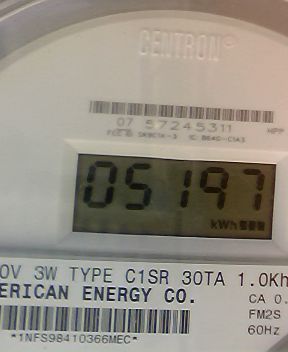 CENTRON®
07 57245311
HPP
05197
kWh
0V 3W TYPE C1SR 30TA 1.0Kh
ERICAN ENERGY CO.
CA 0.
FM2S
60Hz
*1NFS98410366MEC*